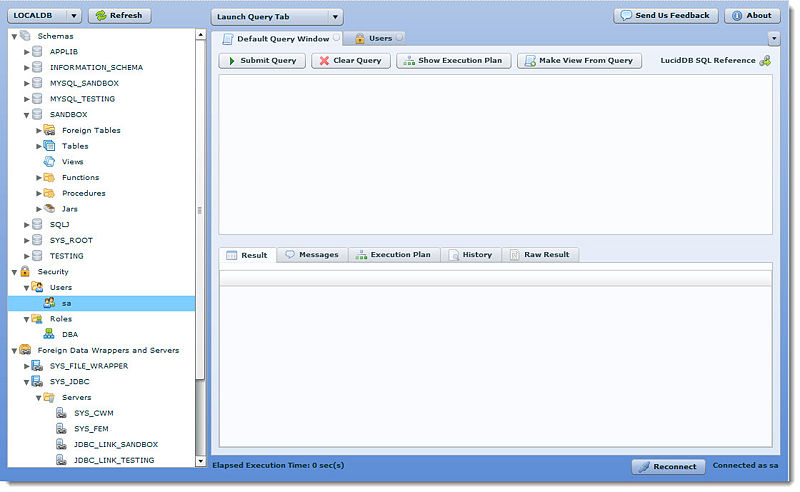 LOCALDB
Refresh
Launch Query Tab
Send Us Feedback
About
Schemas
APPLIB
INFORMATION_SCHEMA
MYSQL_SANDBOX
MYSQL_TESTING
SANDBOX
Foreign Tables
Tables
Views
Functions
Procedures
Jars
SQLJ
SYS_ROOT
TESTING
Security
Users
sa
Roles
DBA
Foreign Data Wrappers and Servers
SYS_FILE_WRAPPER
SYS_JDBC
Servers
SYS_CWM
SYS_FEM
JDBC_LINK_SANDBOX
JDBC_LINK_TESTING
Default Query Window
Users
Submit Query
Clear Query
Show Execution Plan
Make View From Query
LucidDB SQL Reference
Result
Messages
Execution Plan
History
Raw Result
Elapsed Execution Time: 0 sec(s)
Reconnect
Connected as sa